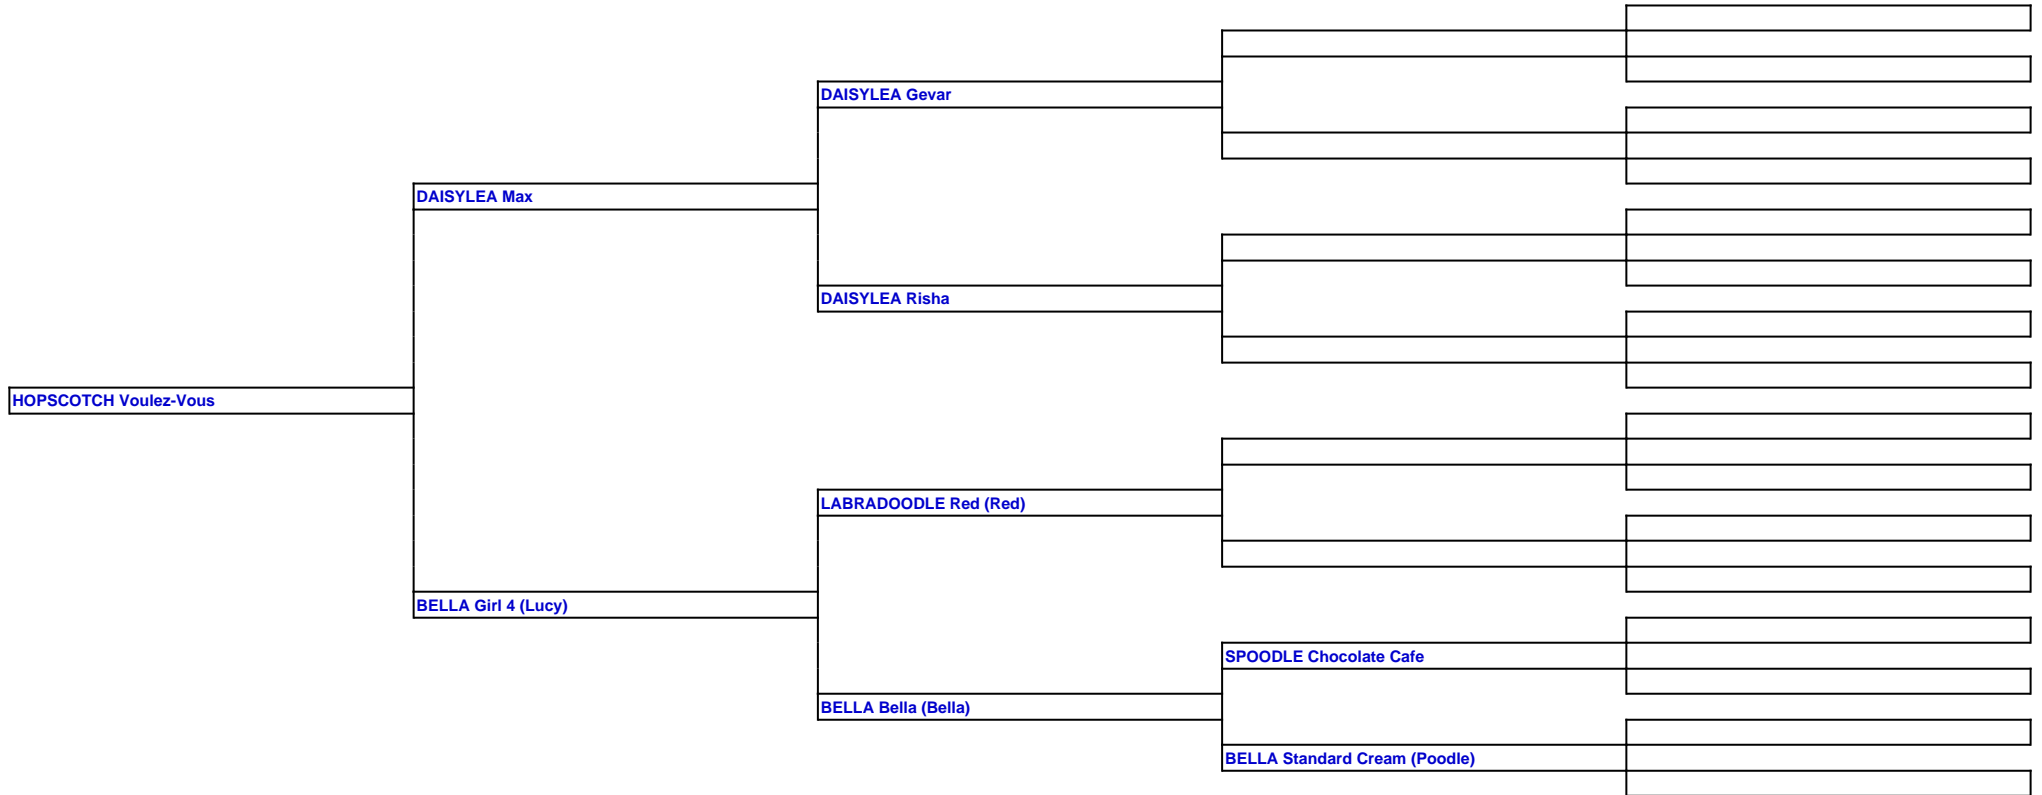 DAISYLEA Gevar
DAISYLEA Max
DAISYLEA Risha
HOPSCOTCH Voulez-Vous
LABRADOODLE Red (Red)
BELLA Girl 4 (Lucy)
SPOODLE Chocolate Cafe
BELLA Bella (Bella)
BELLA Standard Cream (Poodle)